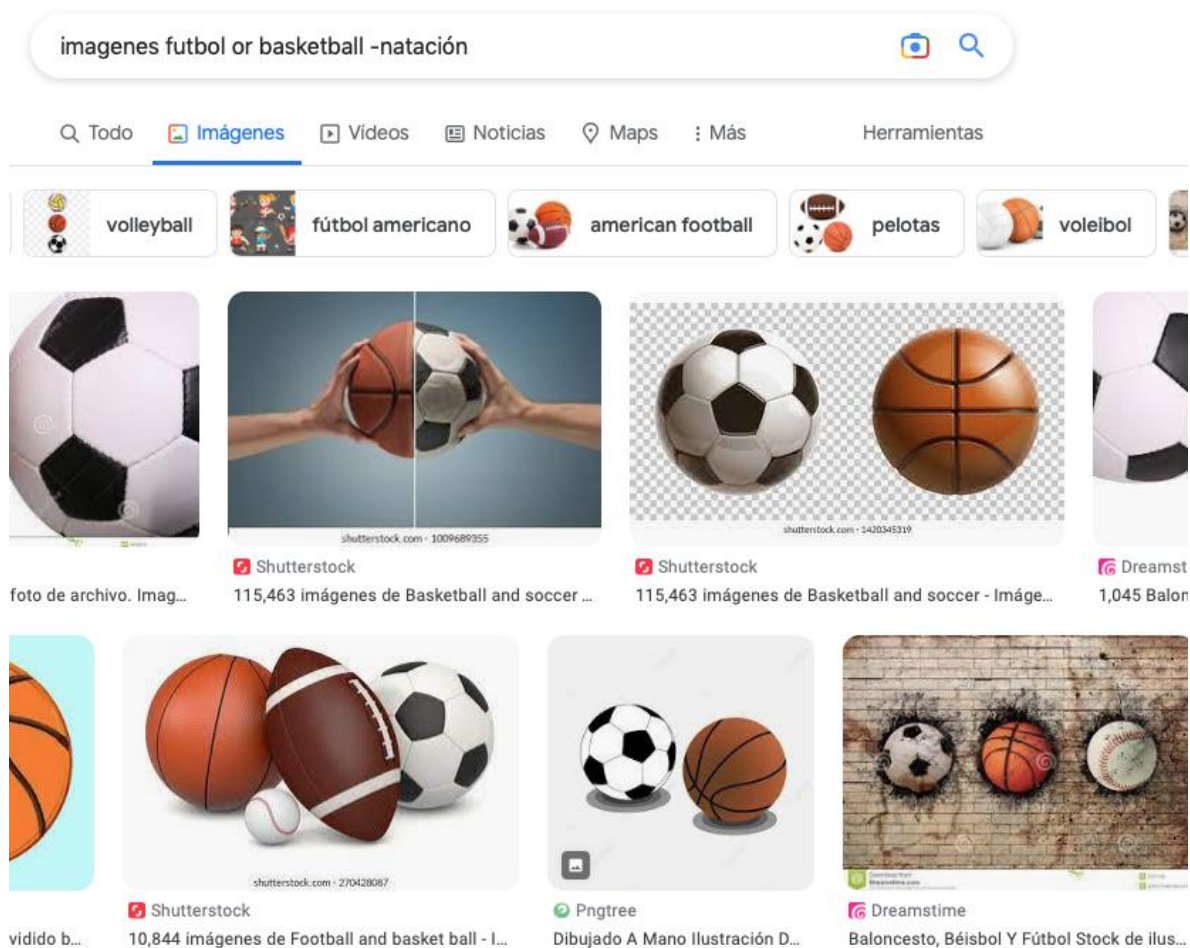 imagenes futbol or basketball -natación
Todo Imágenes Vídeos Noticias Maps Más Herramientas
volleyball fútbol americano american football pelotas voleibol
shutterstock.com · 1009689355
shutterstock.com · 1420345319
Shutterstock Shutterstock Dreamst
foto de archivo. Imag... 115,463 imágenes de Basketball and soccer ... 115,463 imágenes de Basketball and soccer - Imáge... 1,045 Balon
shutterstock.com · 270428087
Shutterstock Pngtree Dreamstime
vidido b... 10,844 imágenes de Football and basket ball - I... Dibujado A Mano Ilustración D... Baloncesto, Béisbol Y Fútbol Stock de ilus...